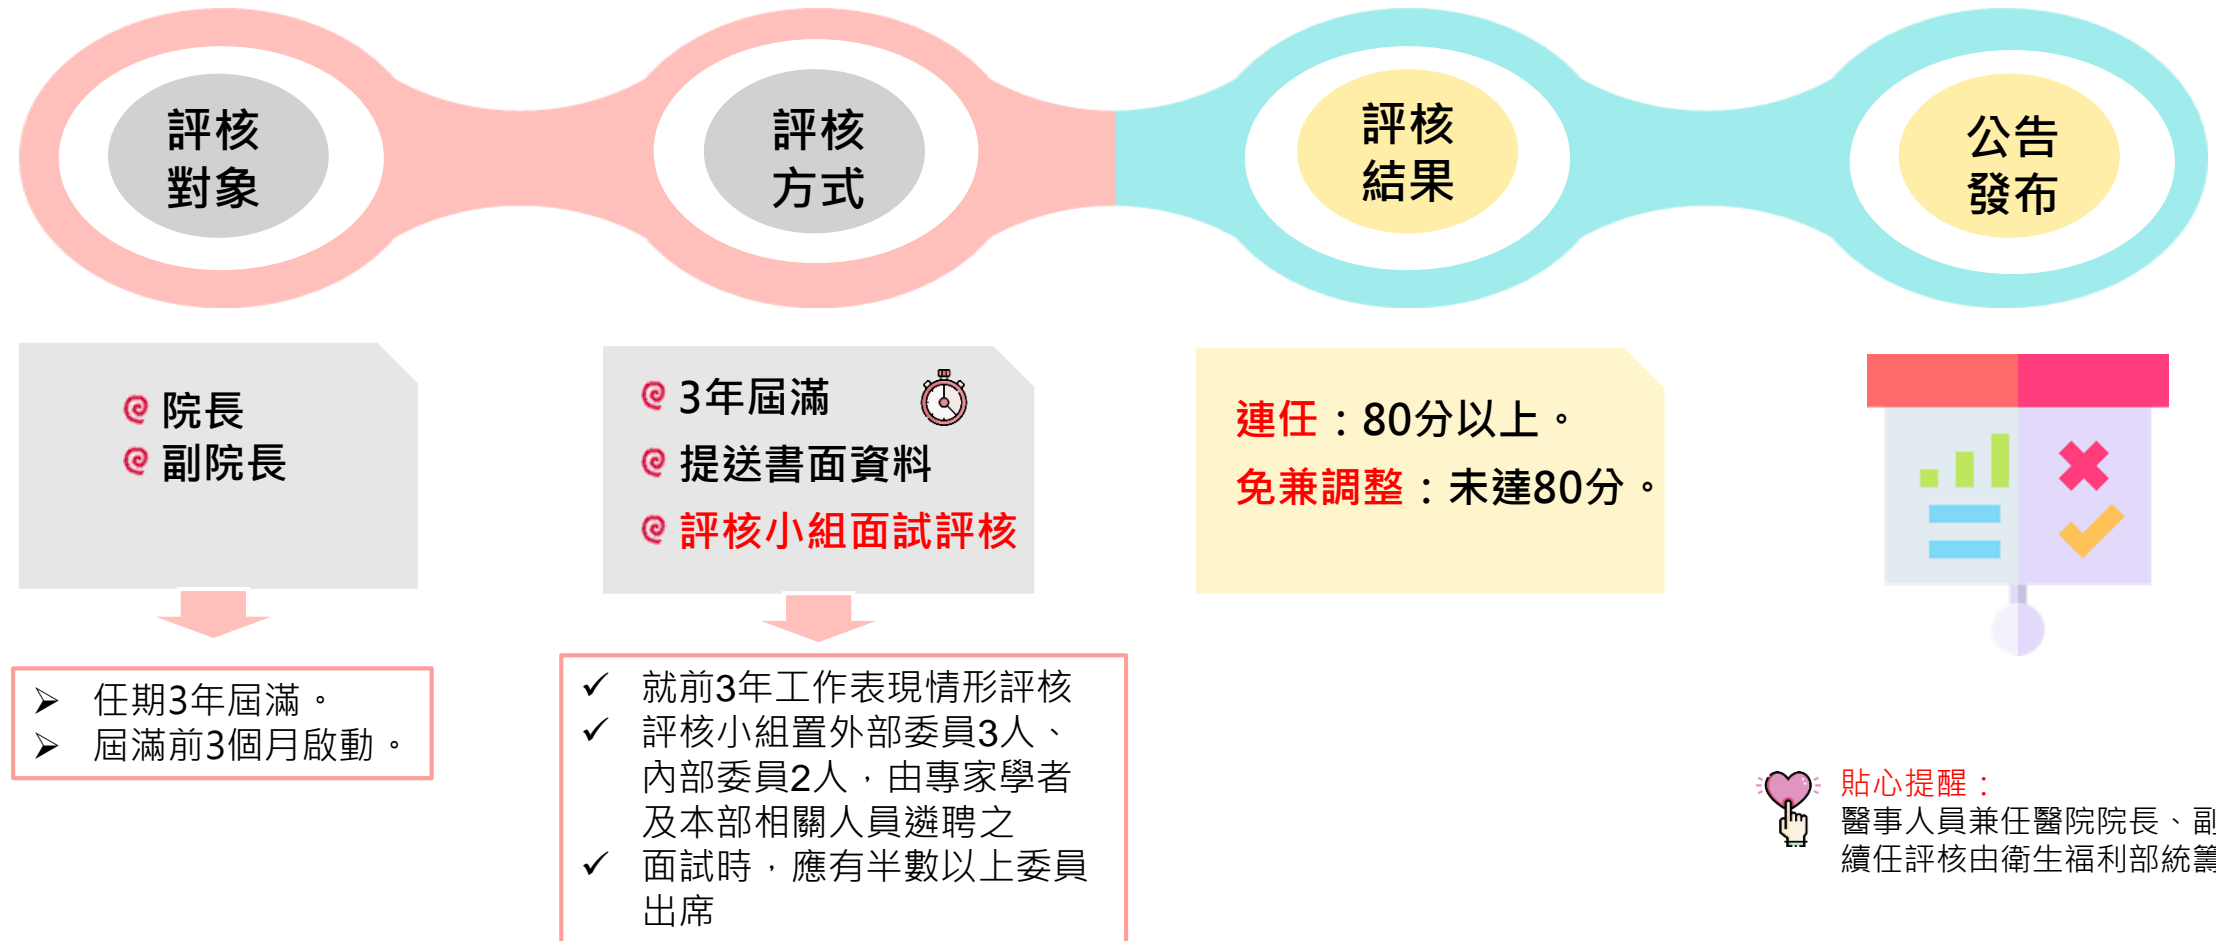 評核
對象
評核
方式
評核
結果
公告
發布
院長
副院長
3年屆滿
提送書面資料
評核小組面試評核
連任：80分以上。
免兼調整：未達80分。
➢ 任期3年屆滿。
➢ 屆滿前3個月啟動。
✓ 就前3年工作表現情形評核
✓ 評核小組置外部委員3人、
內部委員2人，由專家學者
及本部相關人員遴聘之
✓ 面試時，應有半數以上委員
出席
貼心提醒：
醫事人員兼任醫院院長、副
續任評核由衛生福利部統籌